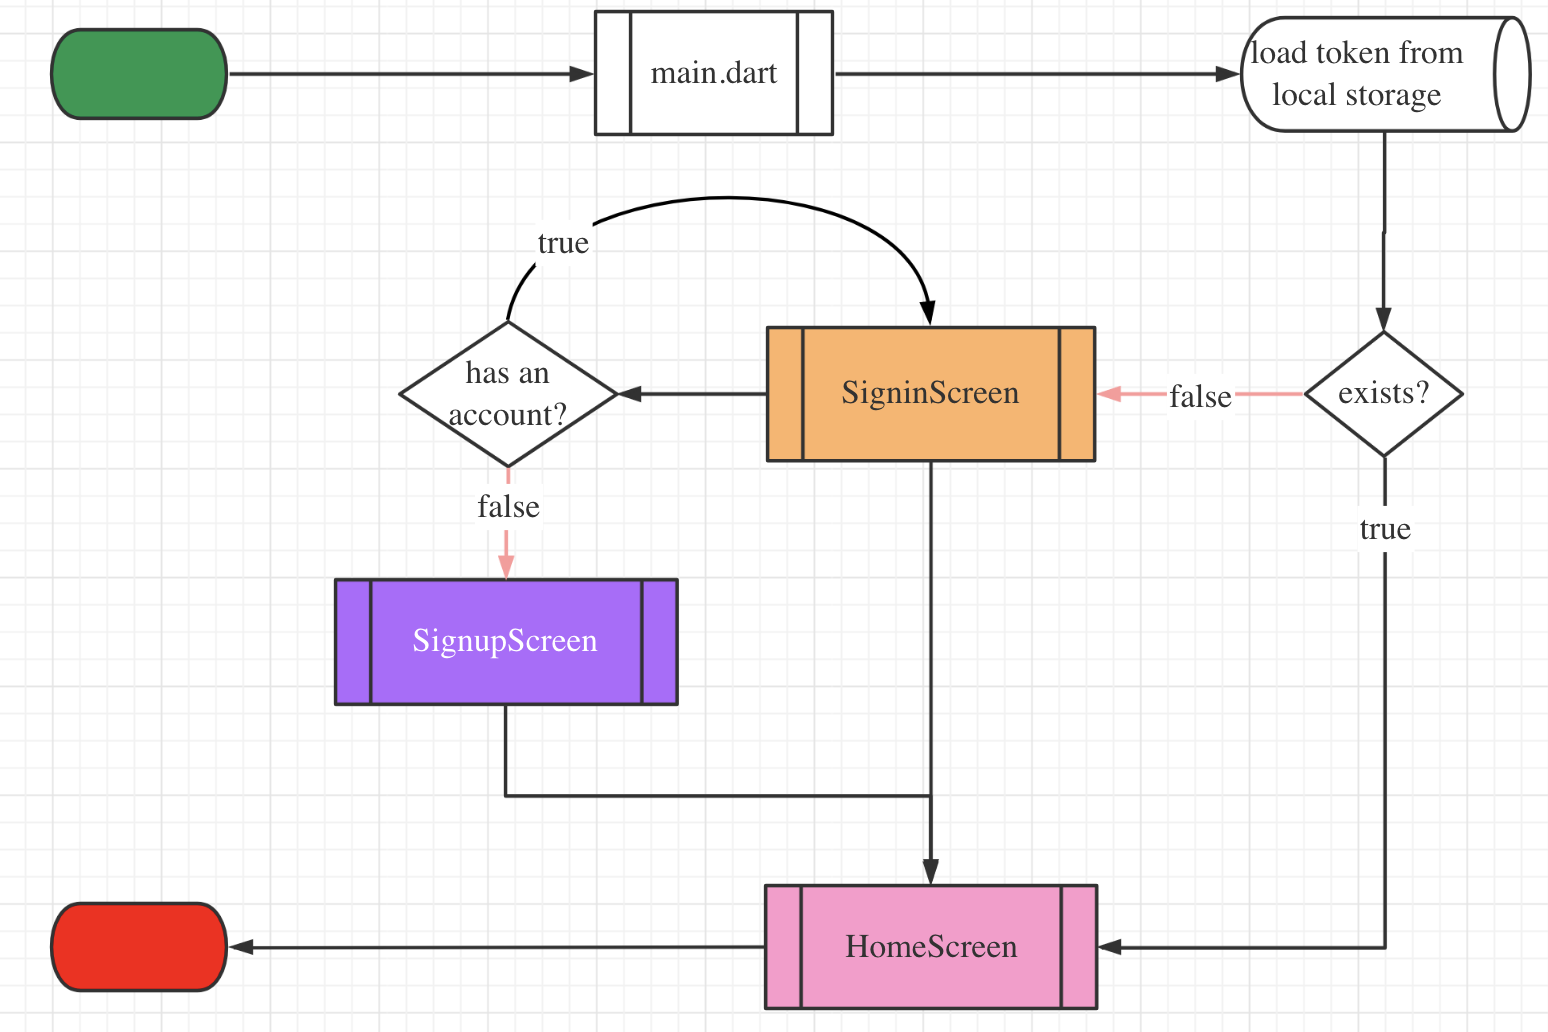 main.dart
load token from
local storage
true
has an
account?
SigninScreen
false
exists?
false
true
SignupScreen
HomeScreen